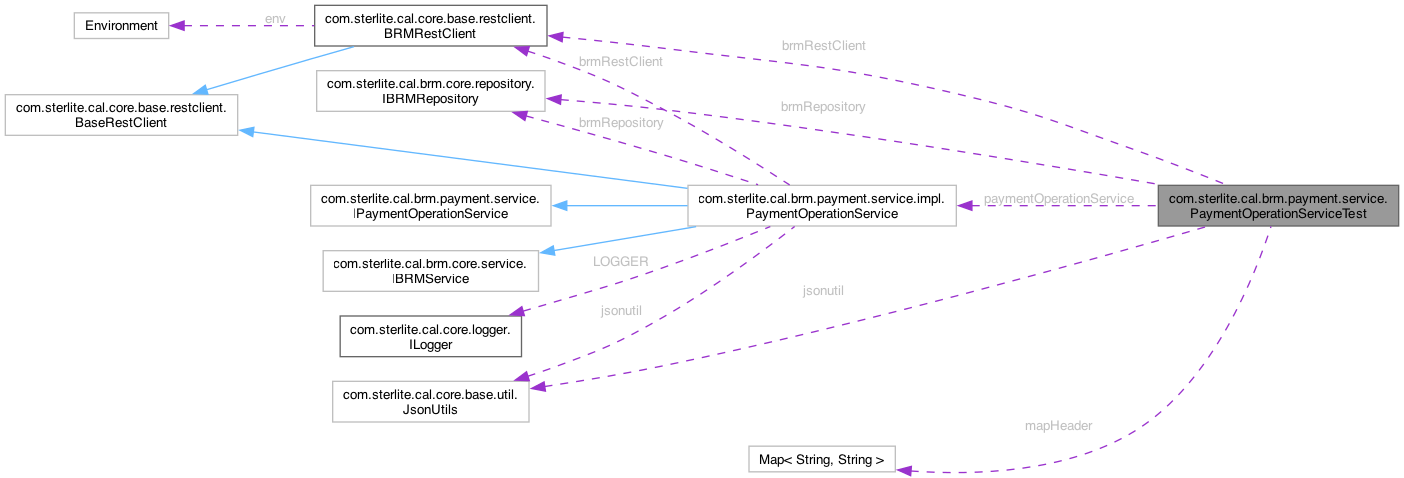 Environment
env
com.sterlite.cal.core.base.restclient.
BRMRestClient
brmRestClient
brmRestClient
com.sterlite.cal.brm.core.repository.
IBRMRepository
com.sterlite.cal.core.base.restclient.
BaseRestClient
brmRepository
brmRepository
com.sterlite.cal.brm.payment.service.
IPaymentOperationService
com.sterlite.cal.brm.payment.service.impl.
PaymentOperationService
paymentOperationService
com.sterlite.cal.brm.payment.service.
PaymentOperationServiceTest
com.sterlite.cal.brm.core.service.
IBRMService
LOGGER
jsonutil
jsonutil
com.sterlite.cal.core.logger.
ILogger
com.sterlite.cal.core.base.util.
JsonUtils
mapHeader
Map< String, String >